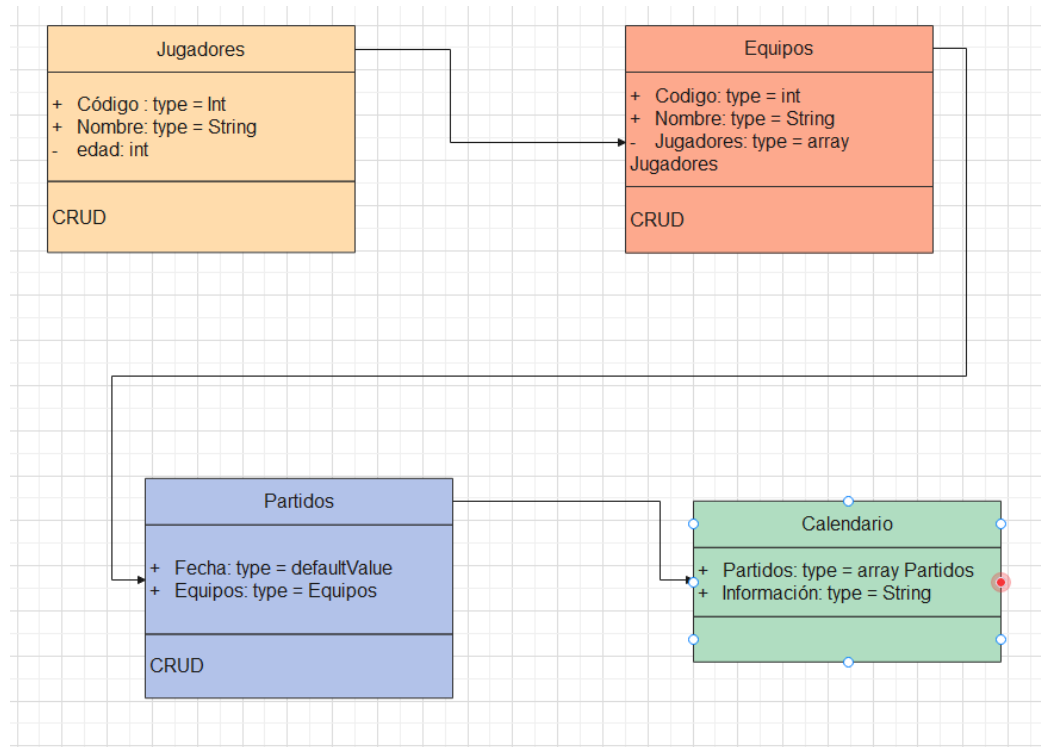 Jugadores
+ Código : type = Int
+ Nombre: type = String
- edad: int
CRUD
Equipos
+ Codigo: type = int
+ Nombre: type = String
- Jugadores: type = array
Jugadores
CRUD
Partidos
+ Fecha: type = defaultValue
+ Equipos: type = Equipos
CRUD
Calendario
+ Partidos: type = array Partidos
+ Información: type = String